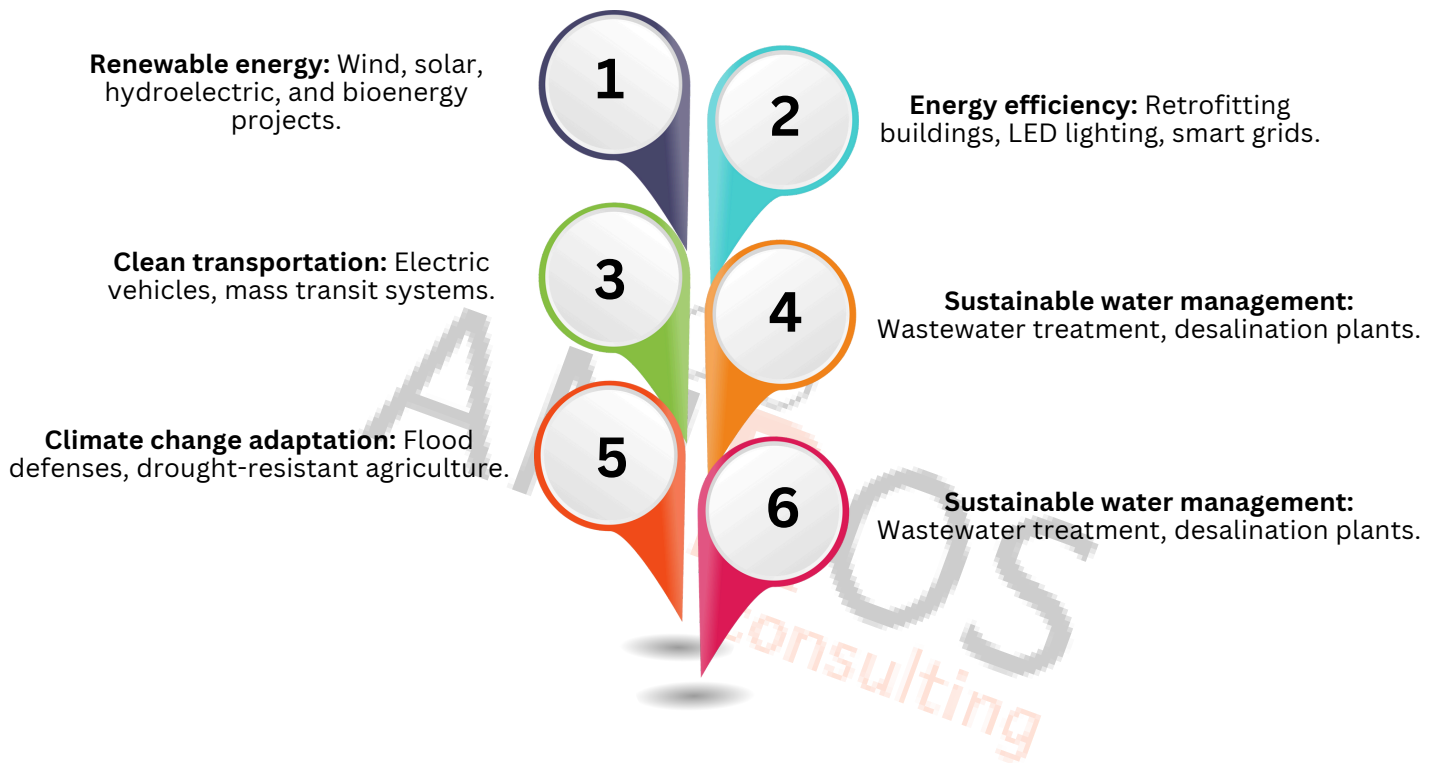 1
Renewable energy: Wind, solar,
hydroelectric, and bioenergy
projects.
2
Energy efficiency: Retrofitting
buildings, LED lighting, smart grids.
3
Clean transportation: Electric
vehicles, mass transit systems.
4
Sustainable water management:
Wastewater treatment, desalination plants.
5
Climate change adaptation: Flood
defenses, drought-resistant agriculture.
6
Sustainable water management:
Wastewater treatment, desalination plants.
consulting